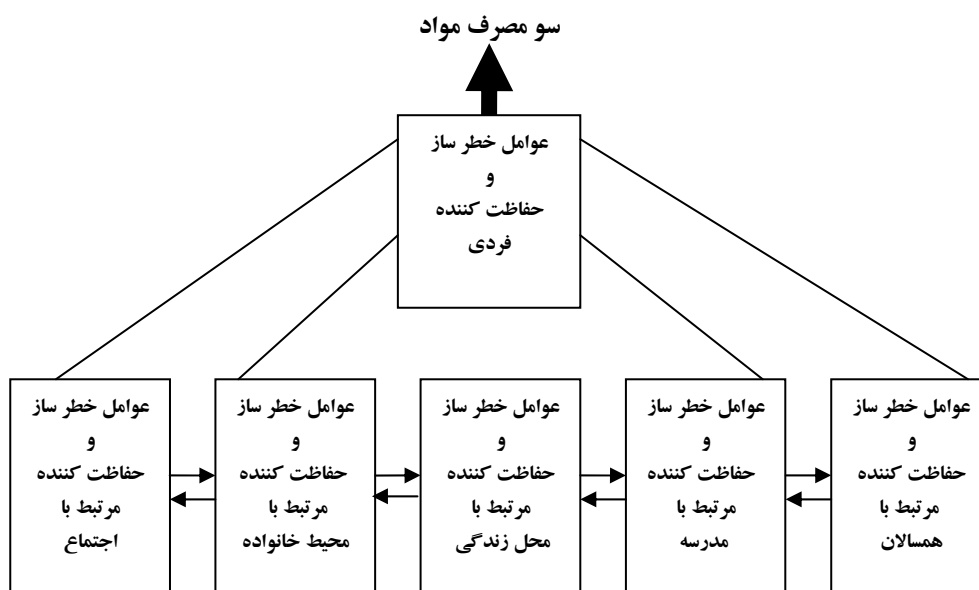 سو مصرف مواد
عوامل خطر ساز
و
حفاظت کننده
فردی
عوامل خطر ساز
و
حفاظت کننده
مرتبط با
همسالان
عوامل خطر ساز
و
حفاظت کننده
مرتبط با
مدرسه
عوامل خطر ساز
و
حفاظت کننده
مرتبط با
محل زندگی
عوامل خطر ساز
و
حفاظت کننده
مرتبط با
محیط خانواده
عوامل خطر ساز
و
حفاظت کننده
مرتبط با
اجتماع